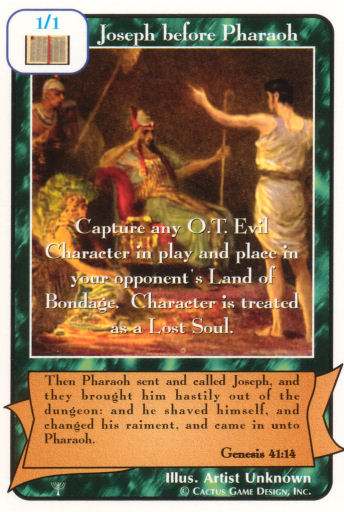 1/1
Joseph before Pharaoh
Capture any O.T. Evil
Character in play and place in
your opponent's Land of
Bondage. Character is treated
as a Lost Soul.
Then Pharaoh sent and called Joseph, and
they brought him hastily out of the
dungeon: and he shaved himself, and
changed his raiment, and came in unto
Pharaoh.
Genesis 41:14
Illus. Artist Unknown
© CACTUS GAME DESIGN, INC.